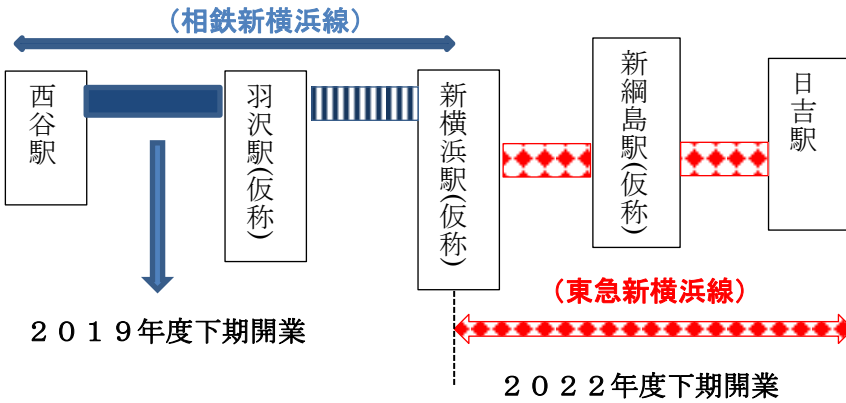 (相鉄新横浜線)
西谷駅
羽沢駅(仮称)
新横浜駅(仮称)
新綱島駅(仮称)
日吉駅
(東急新横浜線)
２０１９年度下期開業
２０２２年度下期開業